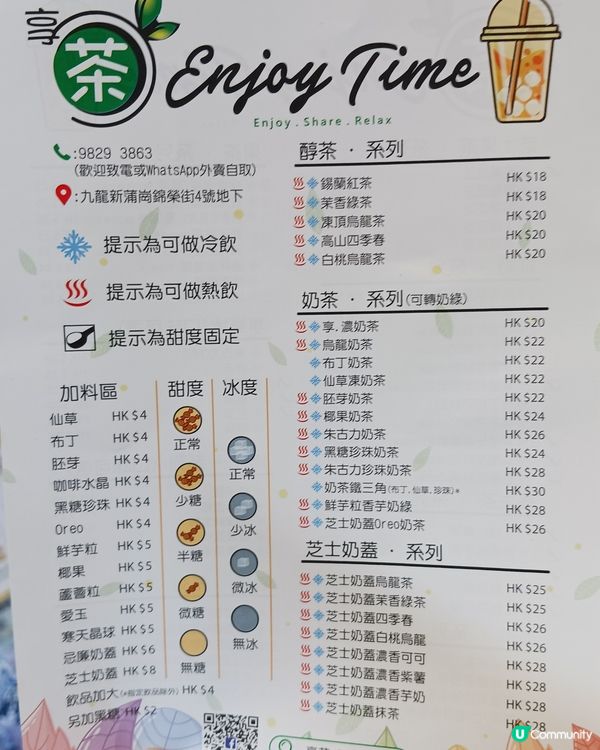 享
茶
Enjoy Time
Enjoy . Share . Relax
:9829 3863
(歡迎致電或WhatsApp外賣自取)
:九龍新蒲崗錦榮街4號地下
提示為可做冷飲
提示為可做熱飲
提示為甜度固定
加料區
仙草 HK $4
布丁 HK $4
胚芽 HK $4
咖啡水晶 HK $4
黑糖珍珠 HK $4
Oreo HK $4
鮮芋粒 HK $5
椰果 HK $5
蘆薈粒 HK $5
愛玉 HK $5
寒天晶球 HK $5
忌廉奶蓋 HK $6
芝士奶蓋 HK $8
飲品加大(*指定飲品除外) HK $4
另加黑糖 HK $2
甜度
正常
少糖
半糖
微糖
無糖
冰度
正常
少冰
微冰
無冰
醇茶 · 系列
錫蘭紅茶 HK $18
茉香綠茶 HK $18
凍頂烏龍茶 HK $20
高山四季春 HK $20
白桃烏龍茶 HK $20
奶茶 · 系列(可轉奶綠)
享.濃奶茶 HK $20
烏龍奶茶 HK $22
布丁奶茶 HK $22
仙草凍奶茶 HK $22
胚芽奶茶 HK $22
椰果奶茶 HK $24
朱古力奶茶 HK $26
黑糖珍珠奶茶 HK $24
朱古力珍珠奶茶 HK $28
奶茶鐵三角(布丁,仙草,珍珠)* HK $30
鮮芋粒香芋奶綠 HK $28
芝士奶蓋Oreo奶茶 HK $26
芝士奶蓋 · 系列
芝士奶蓋烏龍茶 HK $25
芝士奶蓋茉香綠茶 HK $25
芝士奶蓋四季春 HK $26
芝士奶蓋白桃烏龍 HK $26
芝士奶蓋濃香可可 HK $28
芝士奶蓋濃香紫薯 HK $28
芝士奶蓋濃香芋奶 HK $28
芝士奶蓋抹茶 HK $28
U Community